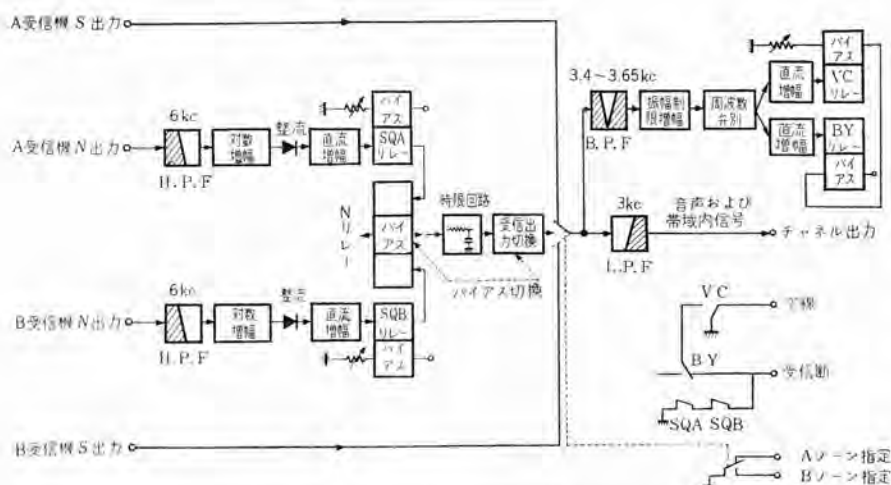 A受信機S出力
6kc
A受信機N出力
H.P.F
対数
増幅
整流
直流
増幅
バイ
アス
SQA
リレー
Nリレー
バイ
アス
時限回路
受信出
力切換
バイアス切換
6kc
B受信機N出力
H.P.F
対数
増幅
整流
直流
増幅
SQB
リレー
バイ
アス
B受信機S出力
3.4~3.65kc
B.P.F
振幅制
限増幅
周波数
弁別
直流
増幅
バイ
アス
VC
リレー
直流
増幅
BY
リレー
バイ
アス
3kc
L.P.F
音声および
帯域内信号
チャネル出力
VC
BY
受信断
SQA SQB
Aゾーン指定
Bゾーン指定